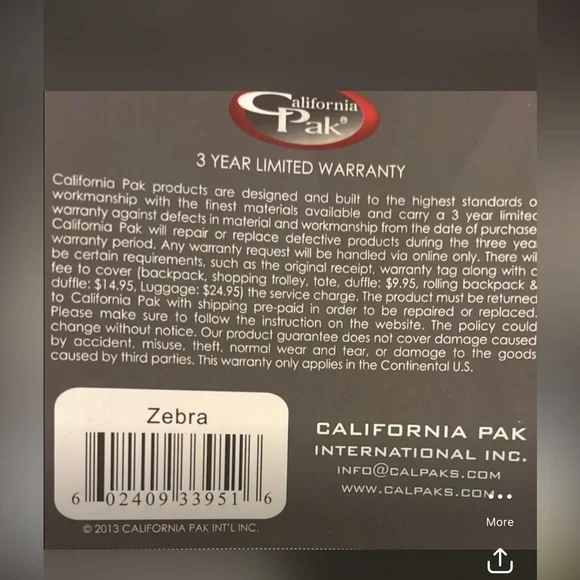 California
Pak®
3 YEAR LIMITED WARRANTY
California Pak products are designed and built to the highest standards o
workmanship with the finest materials available and carry a 3 year limited
warranty against defects in material and workmanship from the date of purchase
California Pak will repair or replace defective products during the three yea
warranty period. Any warranty request will be handled via online only. There wil
be certain requirements, such as the original receipt, warranty tag along with c
fee to cover (backpack, shopping trolley, tote, duffle: $9.95, rolling backpack &
duffle: $14.95, Luggage: $24.95) the service charge. The product must be returned
to California Pak with shipping pre-paid in order to be repaired or replaced.
Please make sure to follow the instruction on the website. The policy could
change without notice. Our product guarantee does not cover damage caused
by accident, misuse, theft, normal wear and tear, or damage to the goods
caused by third parties. This warranty only applies in the Continental U.S.
Zebra
6 02409 33951 6
© 2013 CALIFORNIA PAK INT'L INC.
CALIFORNIA PAK
INTERNATIONAL INC.
INFO@CALPAKS.COM
WWW.CALPAKS.COM
More